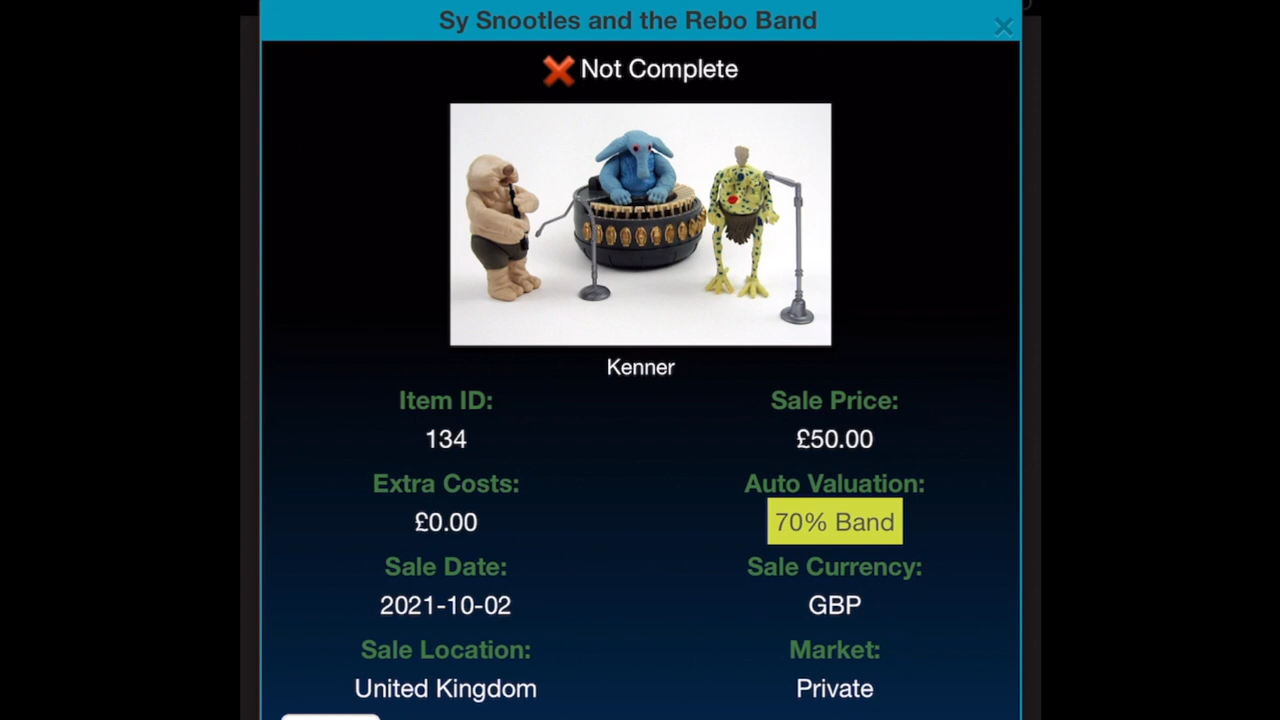 Sy Snootles and the Rebo Band
Not Complete
Kenner
Item ID:
134
Sale Price:
£50.00
Extra Costs:
£0.00
Auto Valuation:
70% Band
Sale Date:
2021-10-02
Sale Currency:
GBP
Sale Location:
United Kingdom
Market:
Private